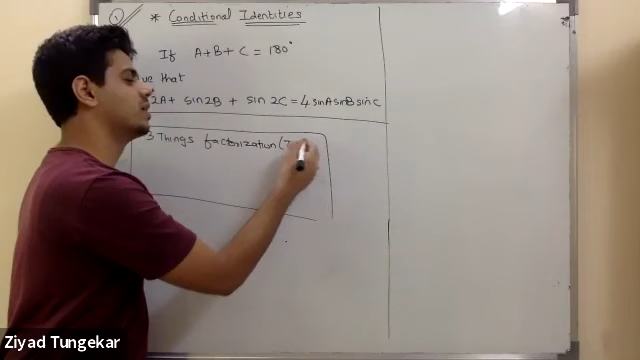 1 * Conditional Identities
If A+B+C = 180°
ve that
2A + sin2B + sin 2C = 4 sinA sinB sinC
3 Things factorization (
Ziyad Tungekar